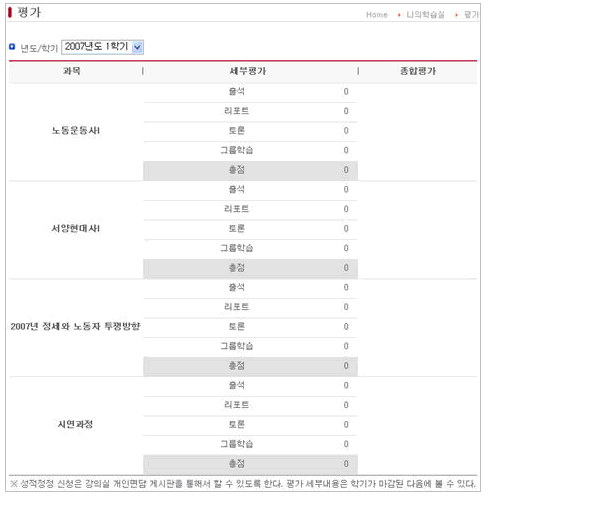 평가
Home 나의학습실 평가
년도/학기 2007년도 1학기
과목 | 세부평가 | 종합평가
출석 0
리포트 0
노동운동사I 토론 0
그룹학습 0
총점 0
출석 0
리포트 0
서양현대사I 토론 0
그룹학습 0
총점 0
출석 0
리포트 0
2007년 정세와 노동자 투쟁방향 토론 0
그룹학습 0
총점 0
출석 0
리포트 0
시연과정 토론 0
그룹학습 0
총점 0
※ 성적정정 신청은 강의실 개인면담 게시판을 통해서 할 수 있도록 한다. 평가 세부내용은 학기가 마감된 다음에 볼 수 있다.